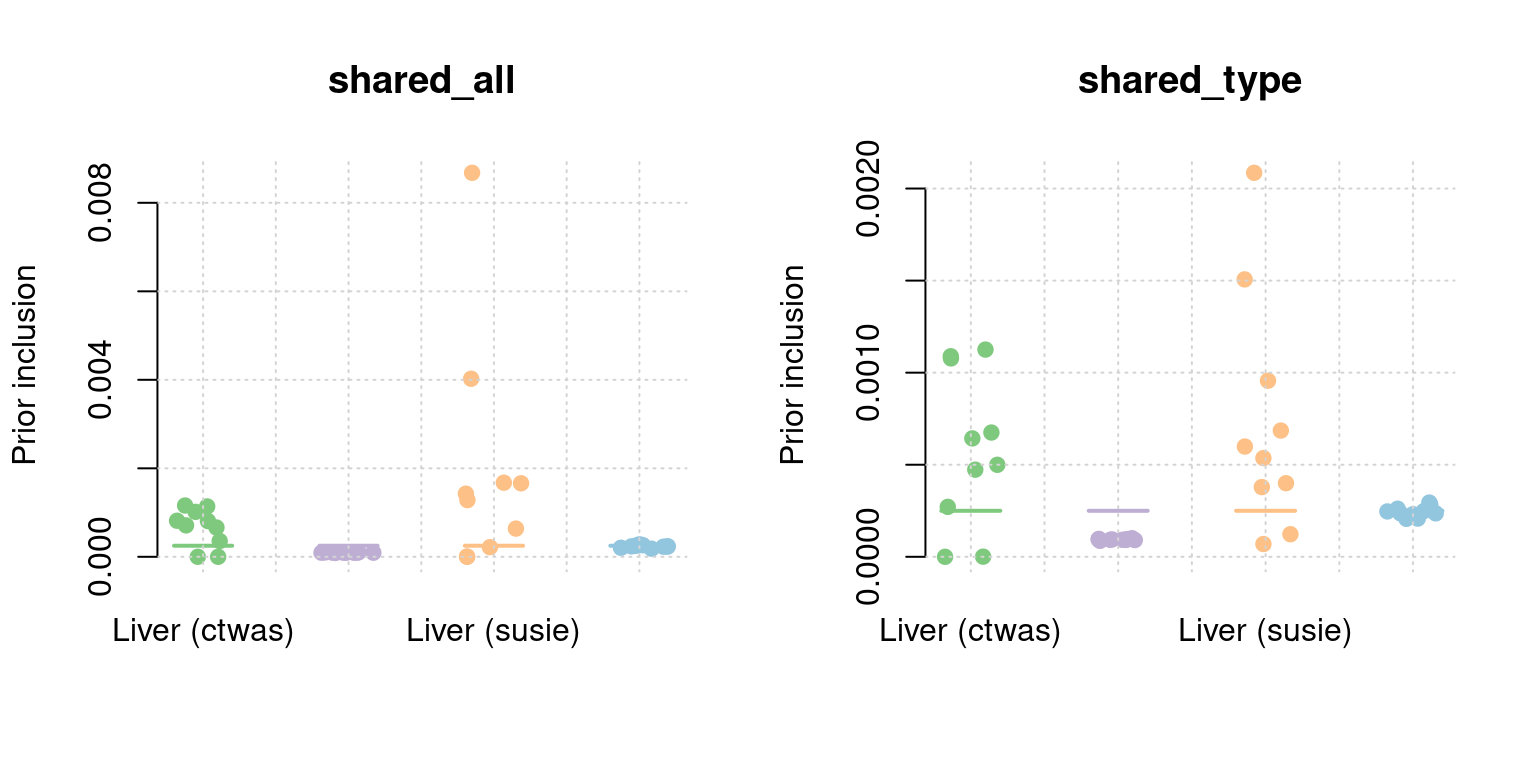 shared_all
Prior inclusion
0.008
0.004
0.000
Liver (ctwas)
Liver (susie)
shared_type
Prior inclusion
0.0020
0.0010
0.0000
Liver (ctwas)
Liver (susie)